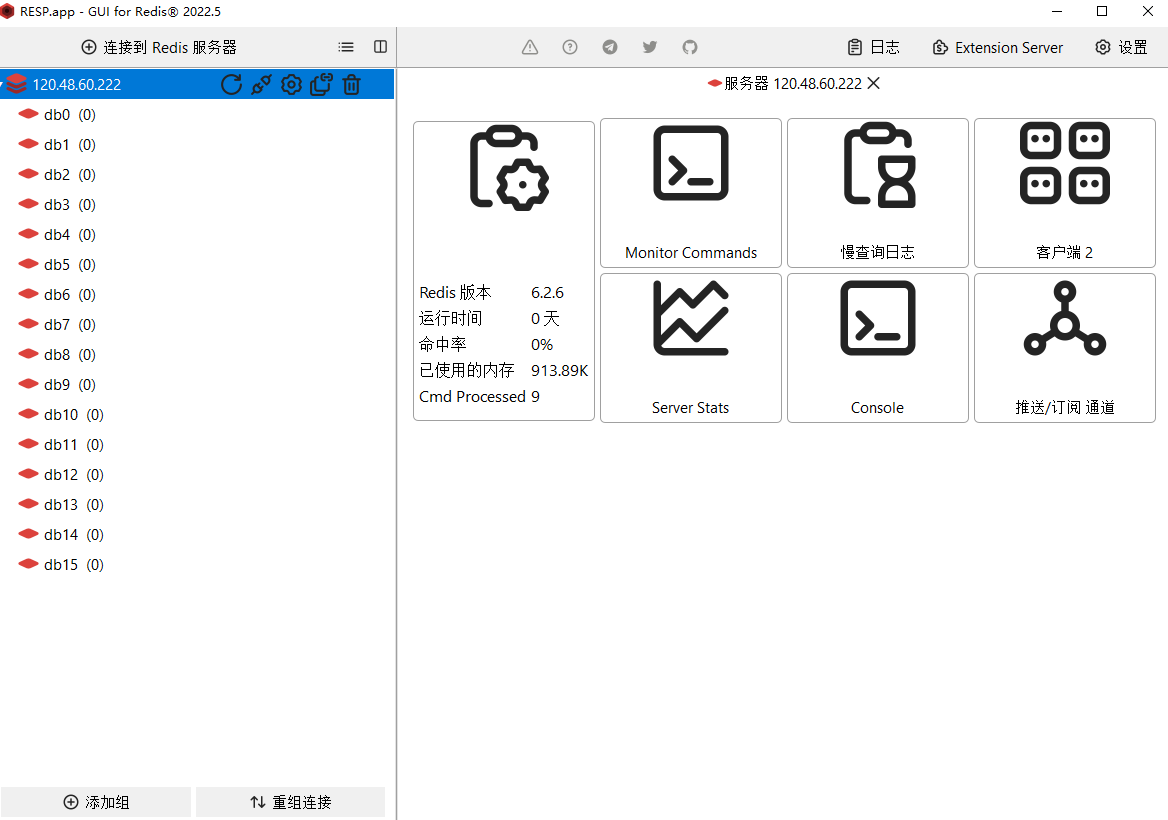 RESP.app - GUI for Redis® 2022.5
连接到 Redis 服务器
日志
Extension Server
设置
120.48.60.222
db0 (0)
db1 (0)
db2 (0)
db3 (0)
db4 (0)
db5 (0)
db6 (0)
db7 (0)
db8 (0)
db9 (0)
db10 (0)
db11 (0)
db12 (0)
db13 (0)
db14 (0)
db15 (0)
添加组
重组连接
服务器 120.48.60.222
Redis 版本 6.2.6
运行时间 0 天
命中率 0%
已使用的内存 913.89K
Cmd Processed 9
Monitor Commands
慢查询日志
客户端 2
Server Stats
Console
推送/订阅 通道